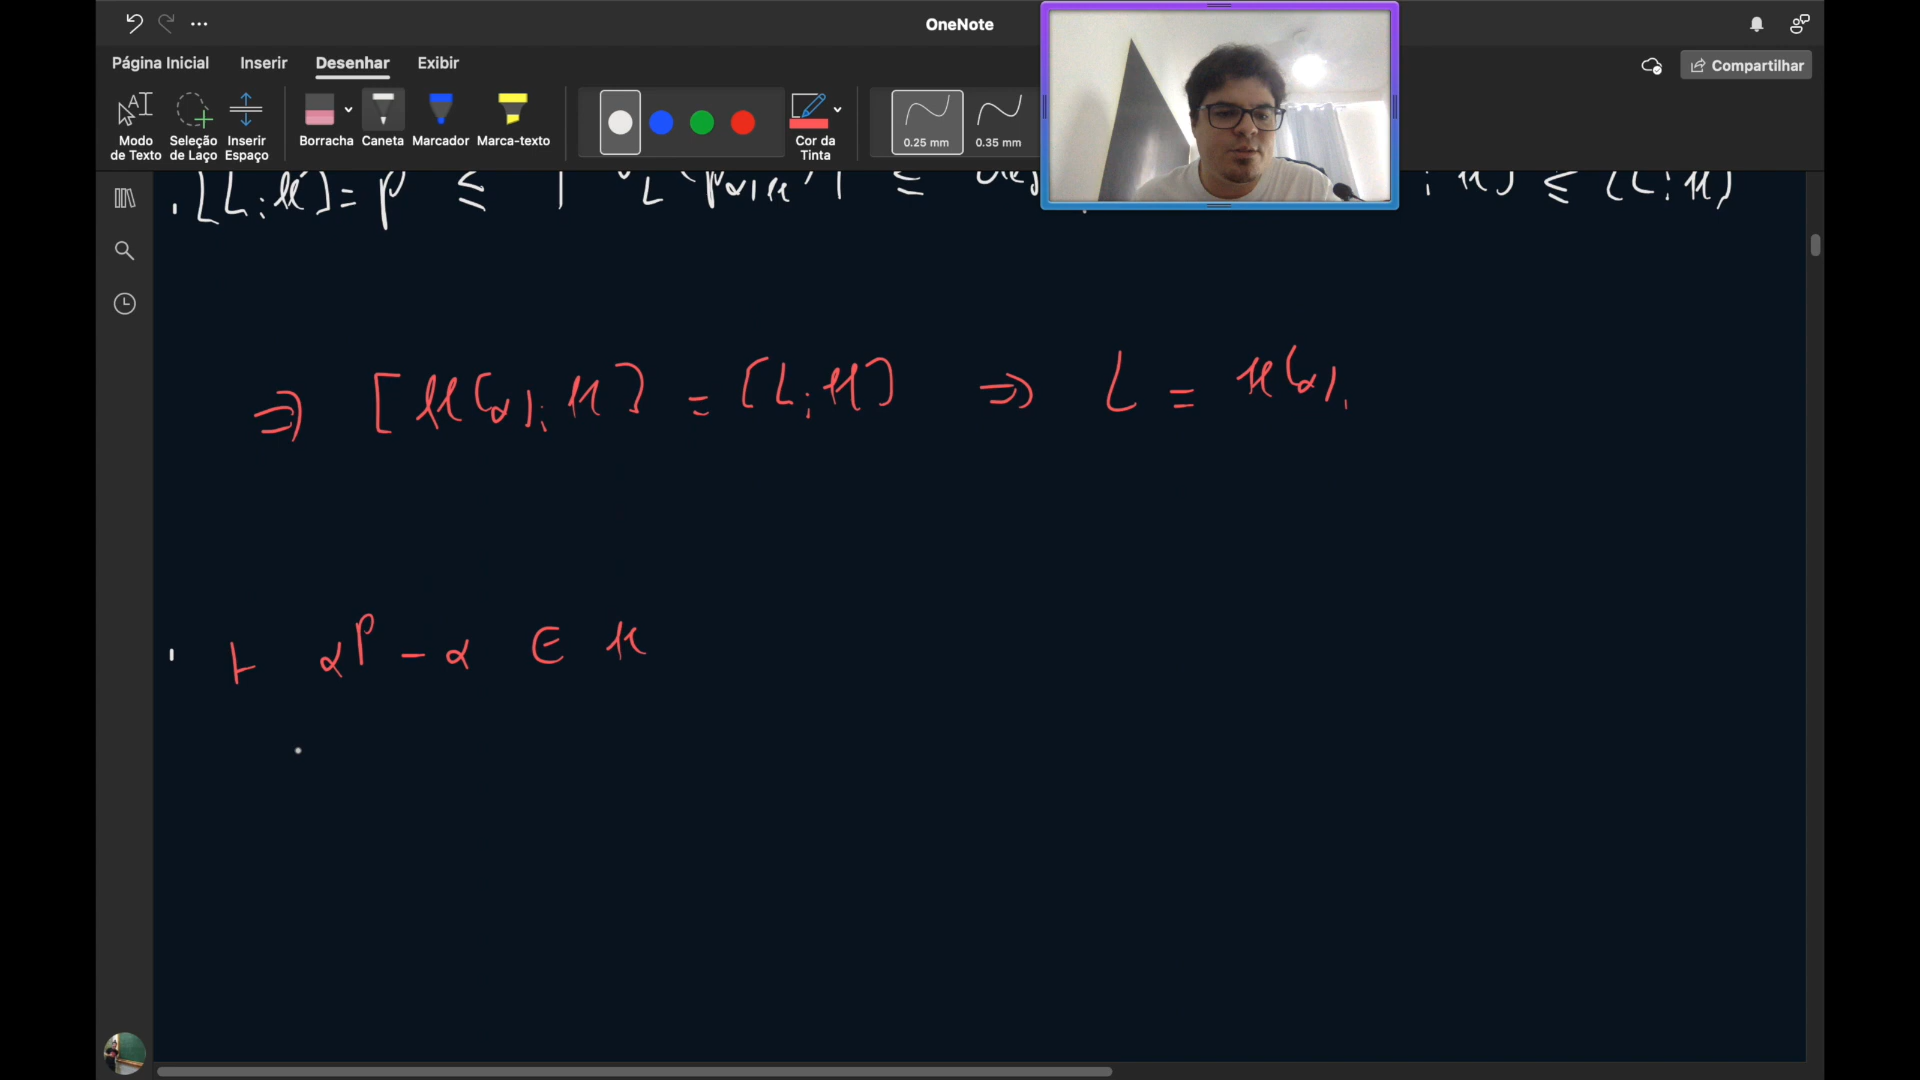 OneNote
Página Inicial Inserir Desenhar Exibir
Compartilhar
Modo de Texto Seleção de Laço Inserir Espaço Borracha Caneta Marcador Marca-texto Cor da Tinta 0.25 mm 0.35 mm
. [L : K] = p ≤ | ≤ : K] ≤ [L : K]
⇒ [K(α) : K] = [L : K] ⇒ L = K(α).
⊢ α^p - α ∈ K